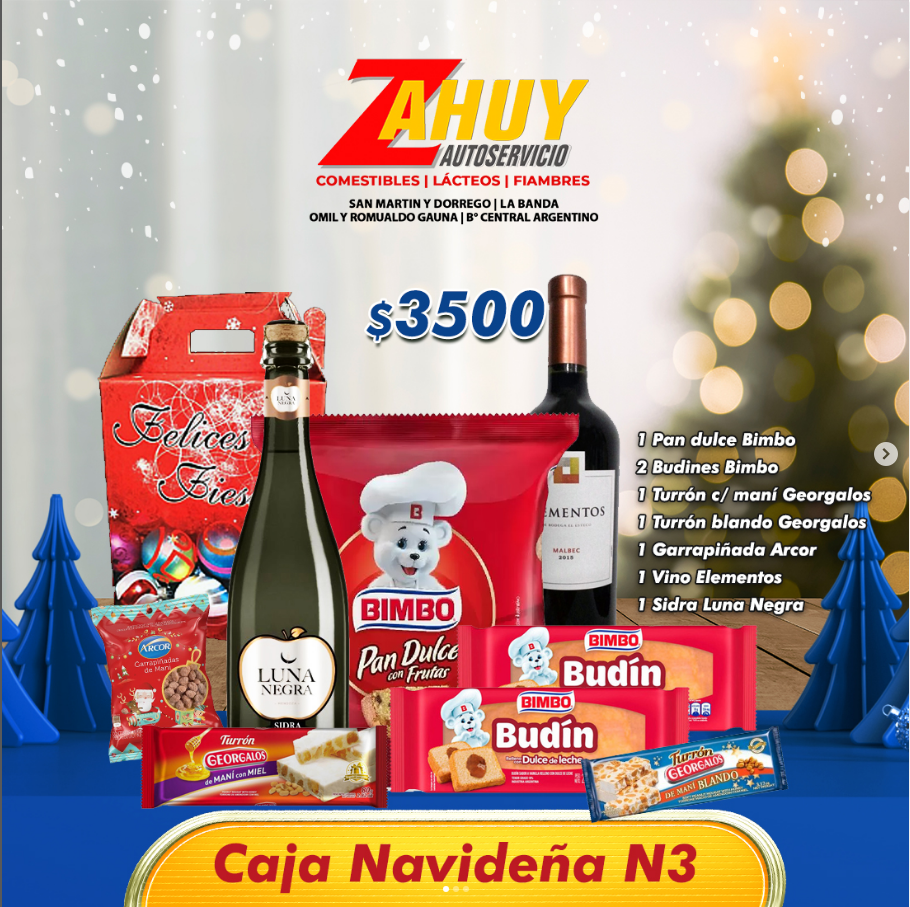 ZAHUY
AUTOSERVICIO
COMESTIBLES | LÁCTEOS | FIAMBRES
SAN MARTIN Y DORREGO | LA BANDA
OMIL Y ROMUALDO GAUNA | B° CENTRAL ARGENTINO
$3500
Felices
Fies
LUNA
NEGRA
1 Pan dulce Bimbo
2 Budines Bimbo
1 Turrón c/ maní Georgalos
1 Turrón blando Georgalos
1 Garrapiñada Arcor
1 Vino Elementos
1 Sidra Luna Negra
B
EMENTOS
MALBEC
BIMBO
Pan Dulce
con Frutas
ARCOR
Garrapiñadas
de Maní
LUNA
NEGRA
SIDRA
BIMBO
Budín
BIMBO
Budín
Dulce de leche
Turrón
GEORGALOS
de MANÍ con MIEL
Turrón
GEORGALOS
DE MANÍ BLANDO
Caja Navideña N3